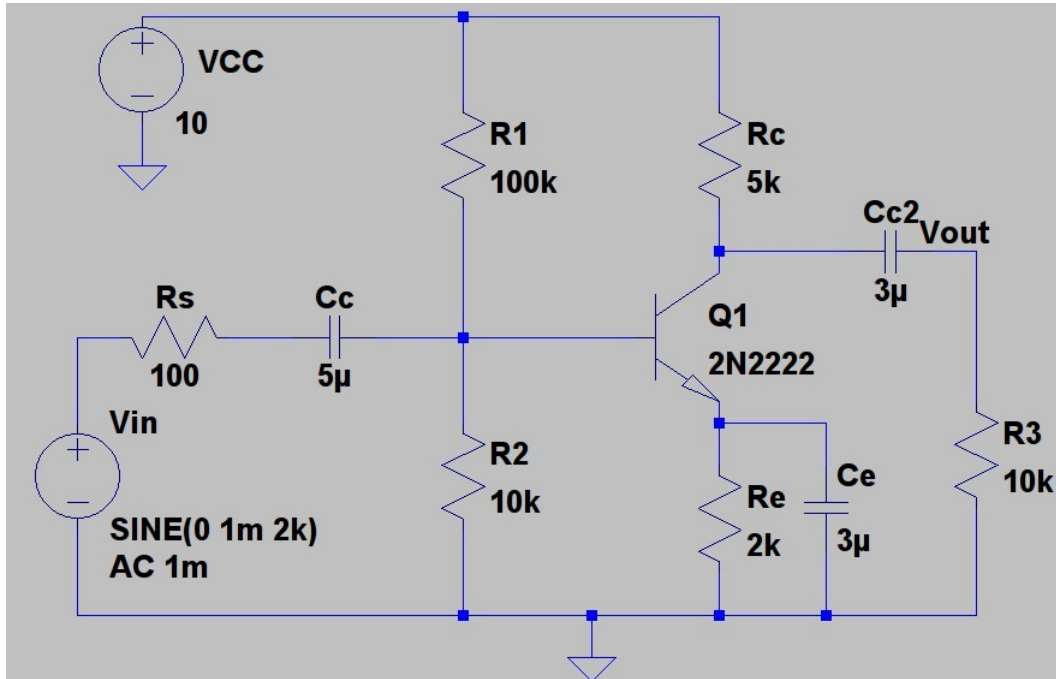 VCC
10
R1
100k
Rc
5k
Cc2
Vout
3µ
Rs
100
Cc
5µ
Q1
2N2222
Vin
SINE(0 1m 2k)
AC 1m
R2
10k
Re
2k
Ce
3µ
R3
10k